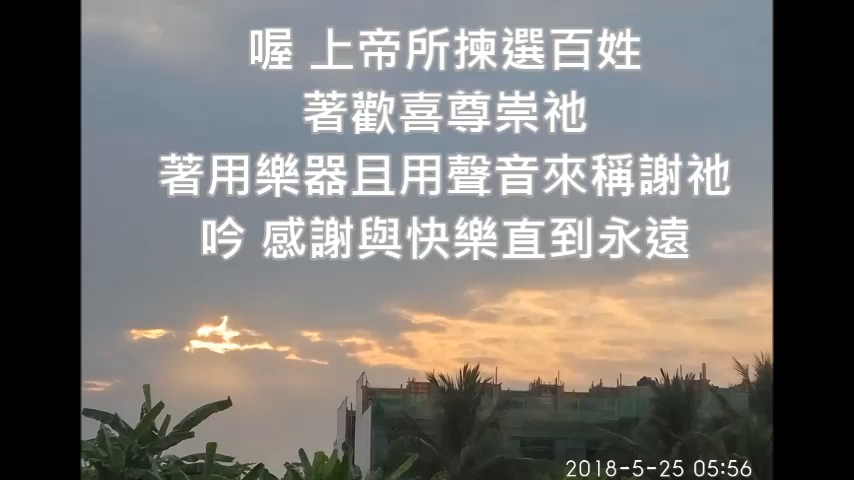 喔 上帝所揀選百姓
著歡喜尊崇祂
著用樂器且用聲音來稱謝祂
吟 感謝與快樂直到永遠
2018-5-25 05:56